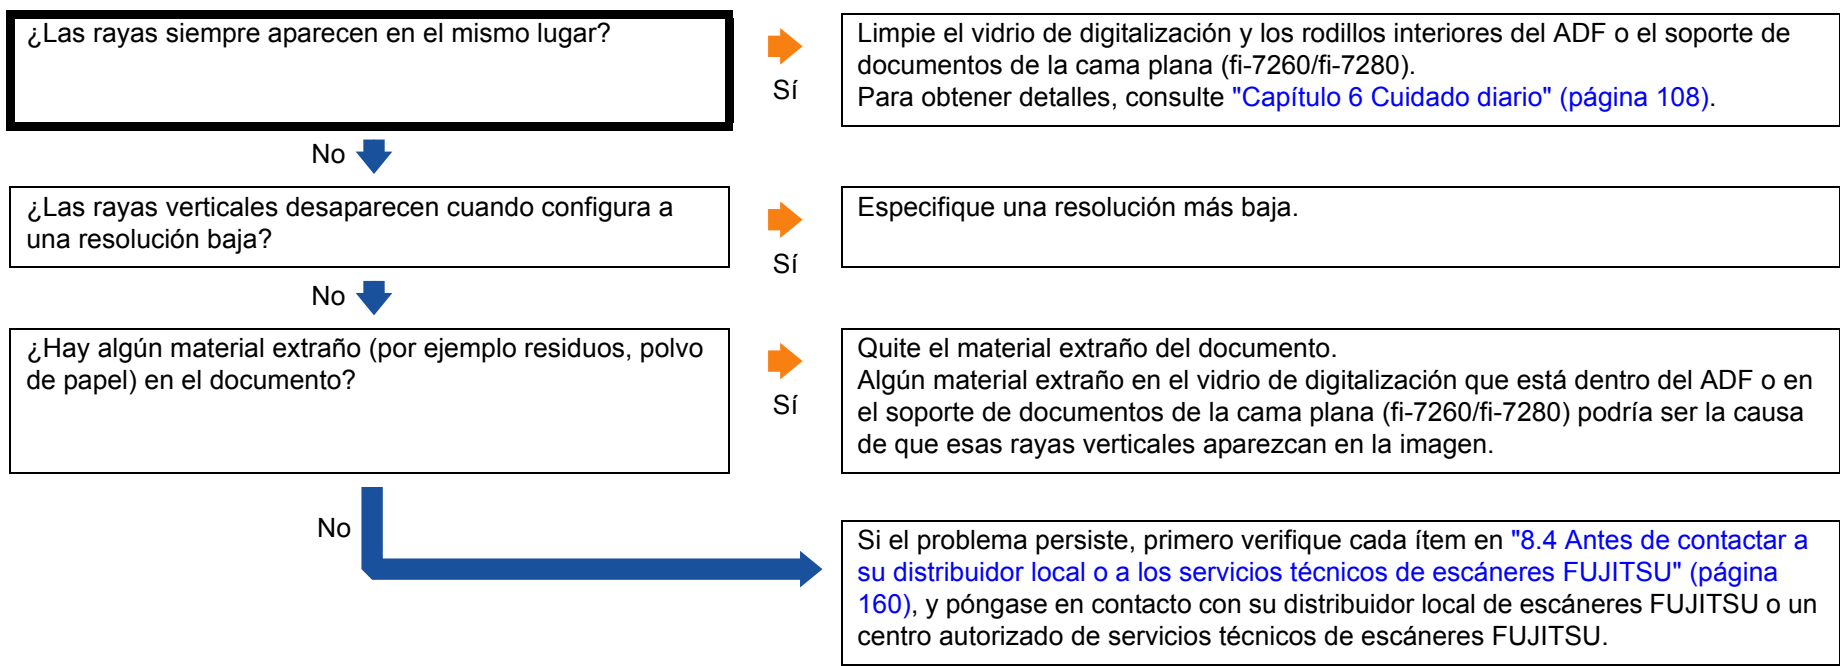 ¿Las rayas siempre aparecen en el mismo lugar?
Sí
Limpie el vidrio de digitalización y los rodillos interiores del ADF o el soporte de
documentos de la cama plana (fi-7260/fi-7280).
Para obtener detalles, consulte "Capítulo 6 Cuidado diario" (página 108).
No
¿Las rayas verticales desaparecen cuando configura a
una resolución baja?
Sí
Especifique una resolución más baja.
No
¿Hay algún material extraño (por ejemplo residuos, polvo
de papel) en el documento?
Sí
Quite el material extraño del documento.
Algún material extraño en el vidrio de digitalización que está dentro del ADF o en
el soporte de documentos de la cama plana (fi-7260/fi-7280) podría ser la causa
de que esas rayas verticales aparezcan en la imagen.
No
Si el problema persiste, primero verifique cada ítem en "8.4 Antes de contactar a
su distribuidor local o a los servicios técnicos de escáneres FUJITSU" (página
160), y póngase en contacto con su distribuidor local de escáneres FUJITSU o un
centro autorizado de servicios técnicos de escáneres FUJITSU.